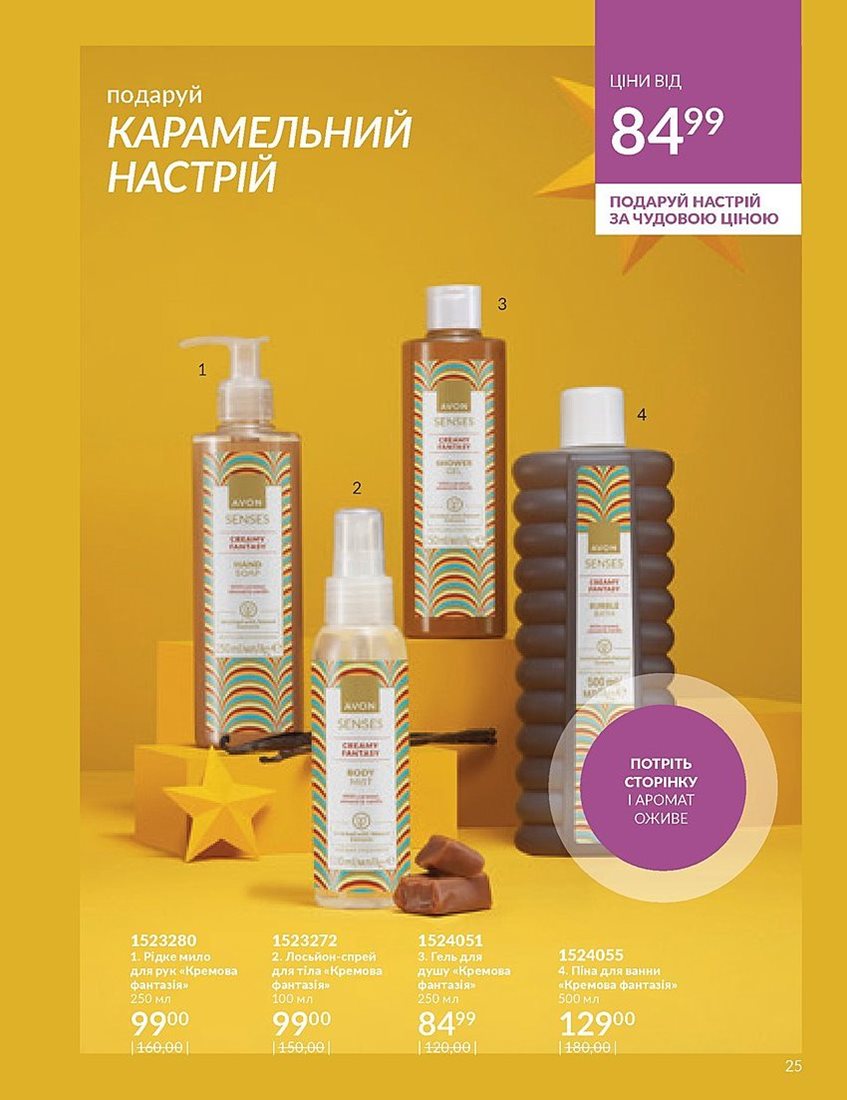 подаруй
КАРАМЕЛЬНИЙ
НАСТРІЙ
ЦІНИ ВІД
84⁹⁹
ПОДАРУЙ НАСТРІЙ
ЗА ЧУДОВОЮ ЦІНОЮ
1
AVON
SENSES
CREAMY
FANTASY
HAND
SOAP
2
AVON
SENSES
CREAMY
FANTASY
BODY
MIST
3
AVON
SENSES
CREAMY
FANTASY
SHOWER
GEL
4
AVON
SENSES
CREAMY
FANTASY
BUBBLE
BATH
500 ml
ПОТРІТЬ
СТОРІНКУ
І АРОМАТ
ОЖИВЕ
1523280
1. Рідке мило
для рук «Кремова
фантазія»
250 мл
99⁰⁰
| 160,00 |
1523272
2. Лосьйон-спрей
для тіла «Кремова
фантазія»
100 мл
99⁰⁰
| 150,00 |
1524051
3. Гель для
душу «Кремова
фантазія»
250 мл
84⁹⁹
| 120,00 |
1524055
4. Піна для ванни
«Кремова фантазія»
500 мл
129⁰⁰
| 180,00 |
25